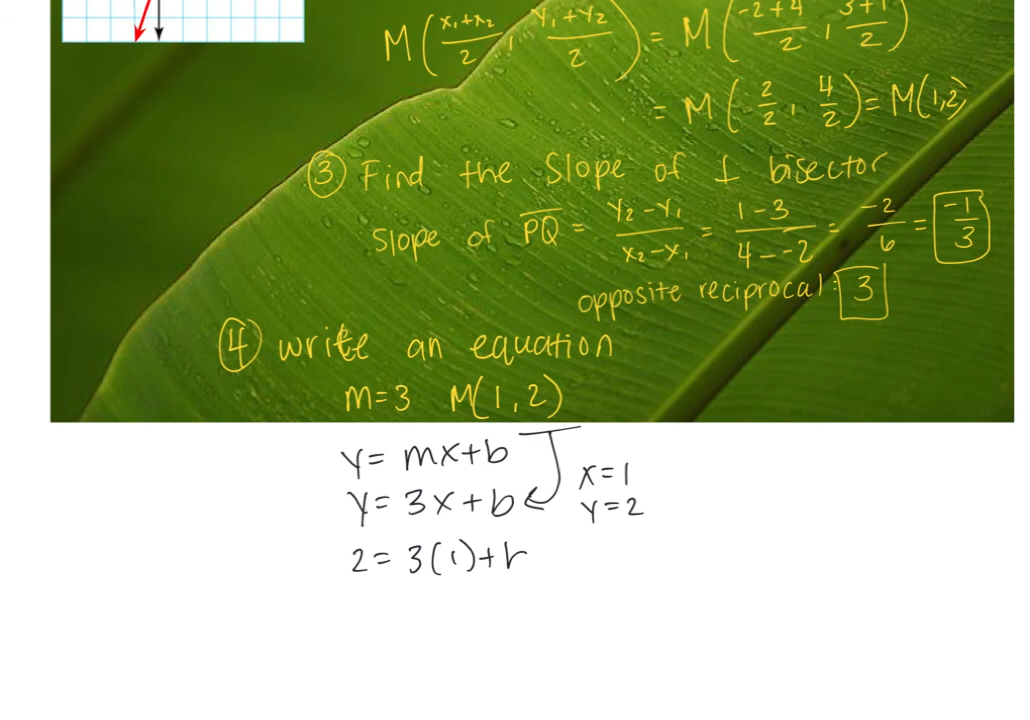 M(x₁+x₂/2, Y₁+Y₂/2) = M(-2+4/2, 3+1/2)
= M(2/2, 4/2) = M(1,2)
③ Find the Slope of ⊥ bisector
slope of PQ = Y₂-Y₁/x₂-x₁ = 1-3/4--2 = -2/6 = -1/3
opposite reciprocal: 3
④ write an equation
m=3 M(1,2)
y= mx+b
y= 3x+b
x=1
y=2
2= 3(1)+